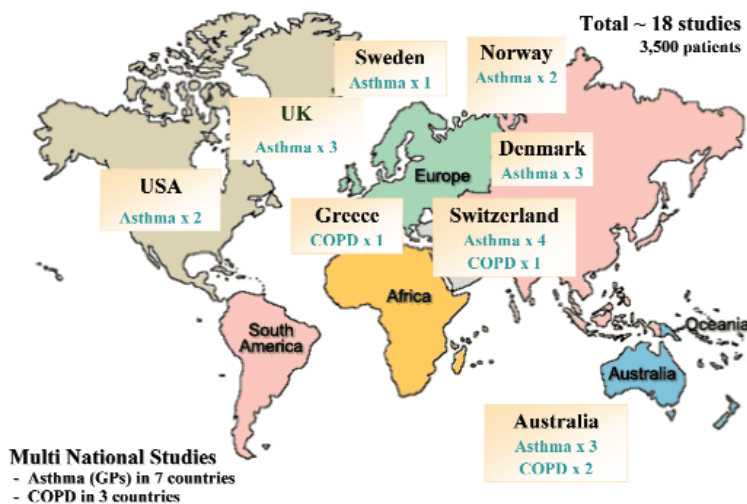 Total ~ 18 studies
3,500 patients
Sweden
Asthma x 1
Norway
Asthma x 2
UK
Asthma x 3
Denmark
Asthma x 3
Europe
USA
Asthma x 2
Greece
COPD x 1
Switzerland
Asthma x 4
COPD x 1
Africa
South
America
Oceania
Australia
Australia
Asthma x 3
COPD x 2
Multi National Studies
- Asthma (GPs) in 7 countries
- COPD in 3 countries